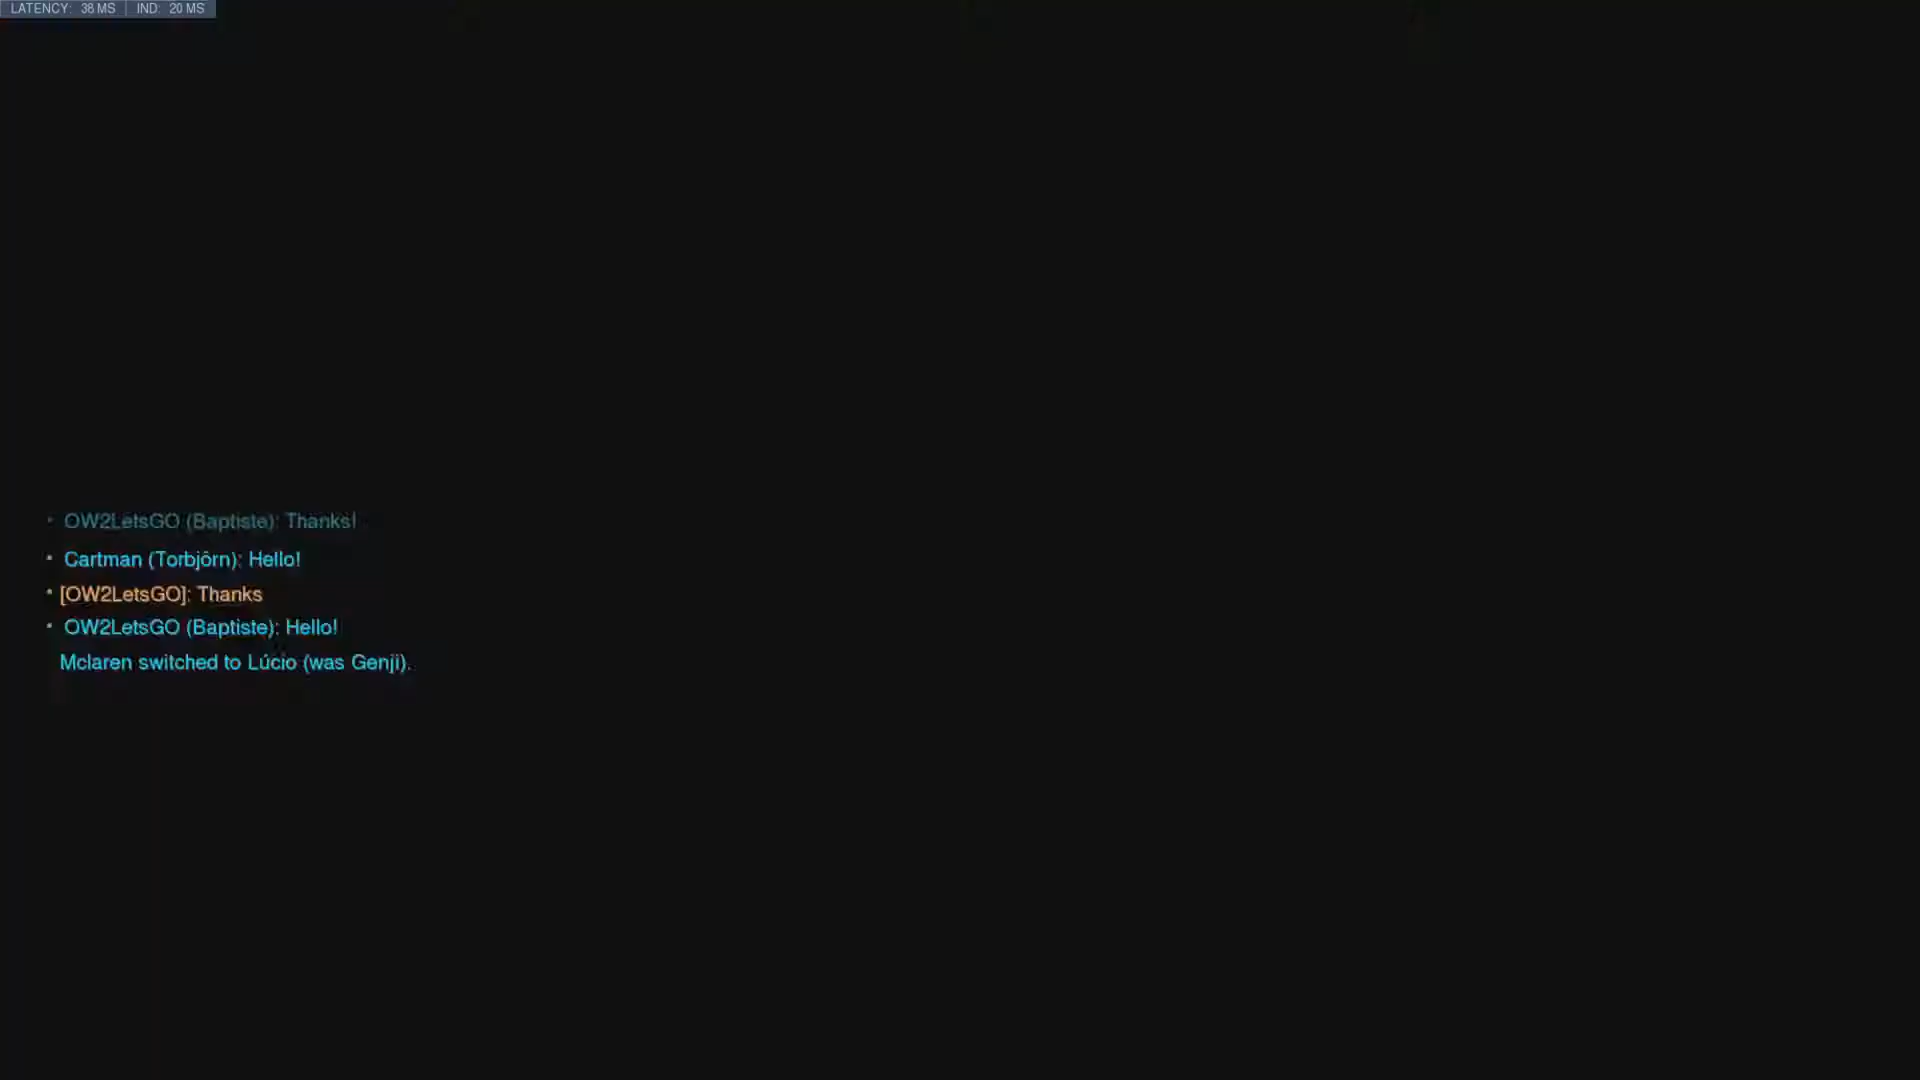 LATENCY: 38 MS IND: 20 MS
• OW2LetsGO (Baptiste): Thanks!
• Cartman (Torbjörn): Hello!
• [OW2LetsGO]: Thanks
• OW2LetsGO (Baptiste): Hello!
Mclaren switched to Lúcio (was Genji).